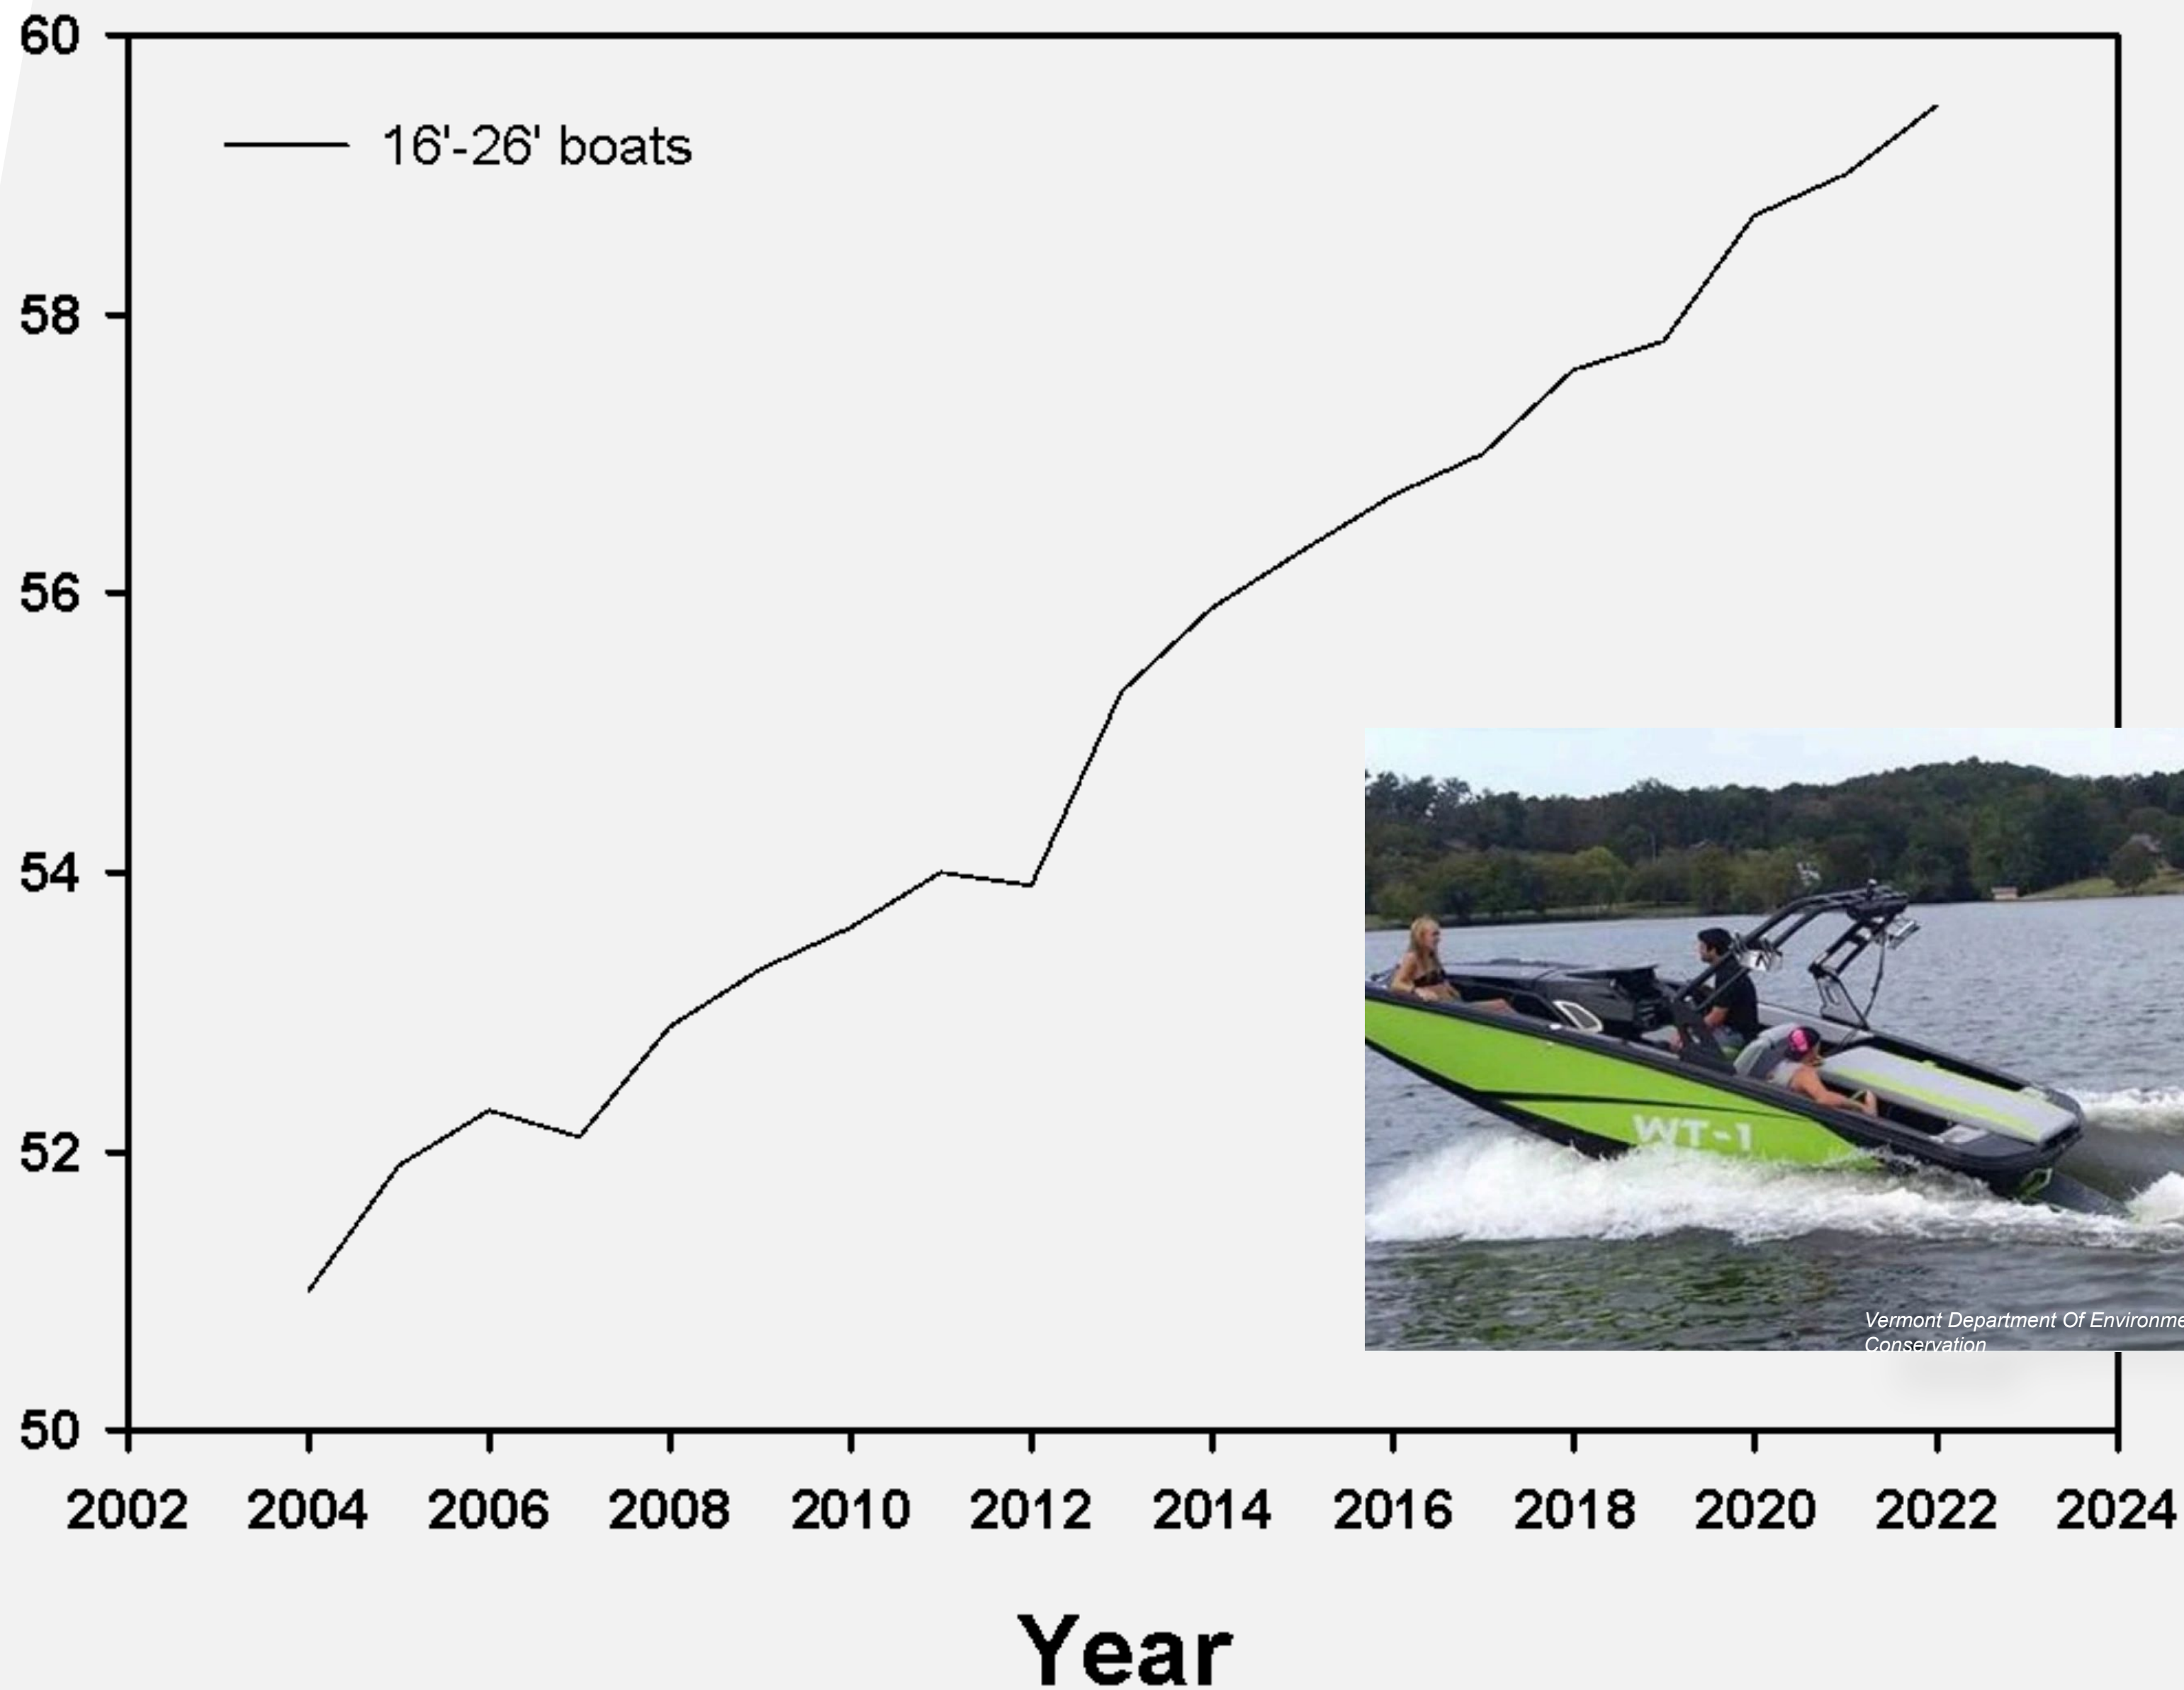 60
16'-26' boats
58
56
54
WT-1
52
Vermont Department Of Environme
Conservation
50
2002 2004 2006 2008 2010 2012 2014 2016 2018 2020 2022 2024
Year